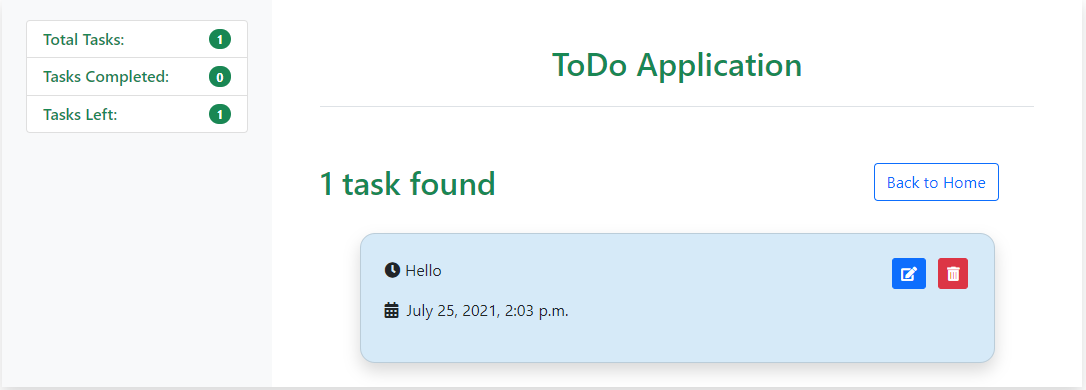 Total Tasks: 1
Tasks Completed: 0
Tasks Left: 1
ToDo Application
1 task found
Back to Home
Hello
July 25, 2021, 2:03 p.m.